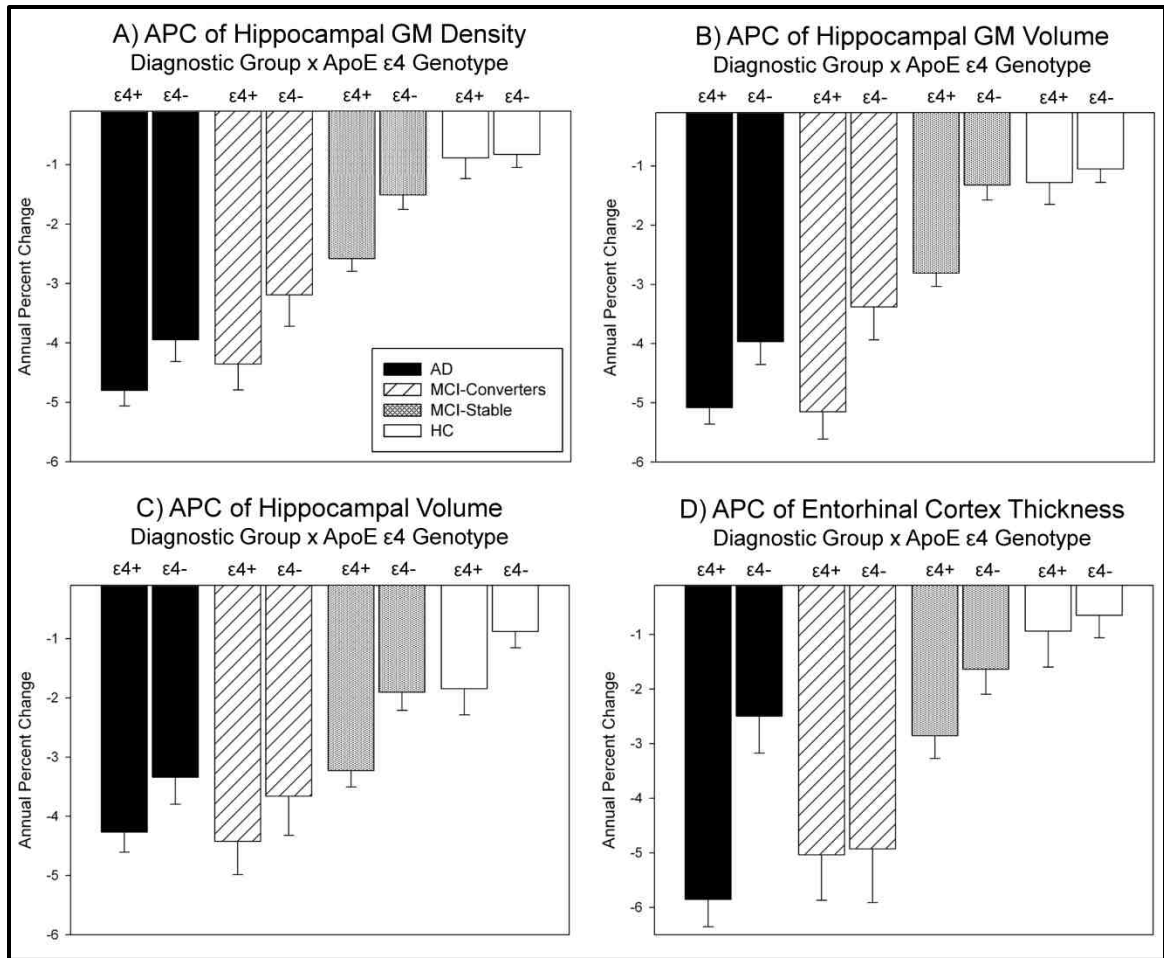 A) APC of Hippocampal GM Density
Diagnostic Group x ApoE ε4 Genotype
ε4+ ε4- ε4+ ε4- ε4+ ε4- ε4+ ε4-
Annual Percent Change
-1
-2
-3
-4
-5
-6
AD
MCI-Converters
MCI-Stable
HC
B) APC of Hippocampal GM Volume
Diagnostic Group x ApoE ε4 Genotype
ε4+ ε4- ε4+ ε4- ε4+ ε4- ε4+ ε4-
Annual Percent Change
-1
-2
-3
-4
-5
-6
C) APC of Hippocampal Volume
Diagnostic Group x ApoE ε4 Genotype
ε4+ ε4- ε4+ ε4- ε4+ ε4- ε4+ ε4-
Annual Percent Change
-1
-2
-3
-4
-5
-6
D) APC of Entorhinal Cortex Thickness
Diagnostic Group x ApoE ε4 Genotype
ε4+ ε4- ε4+ ε4- ε4+ ε4- ε4+ ε4-
Annual Percent Change
-1
-2
-3
-4
-5
-6